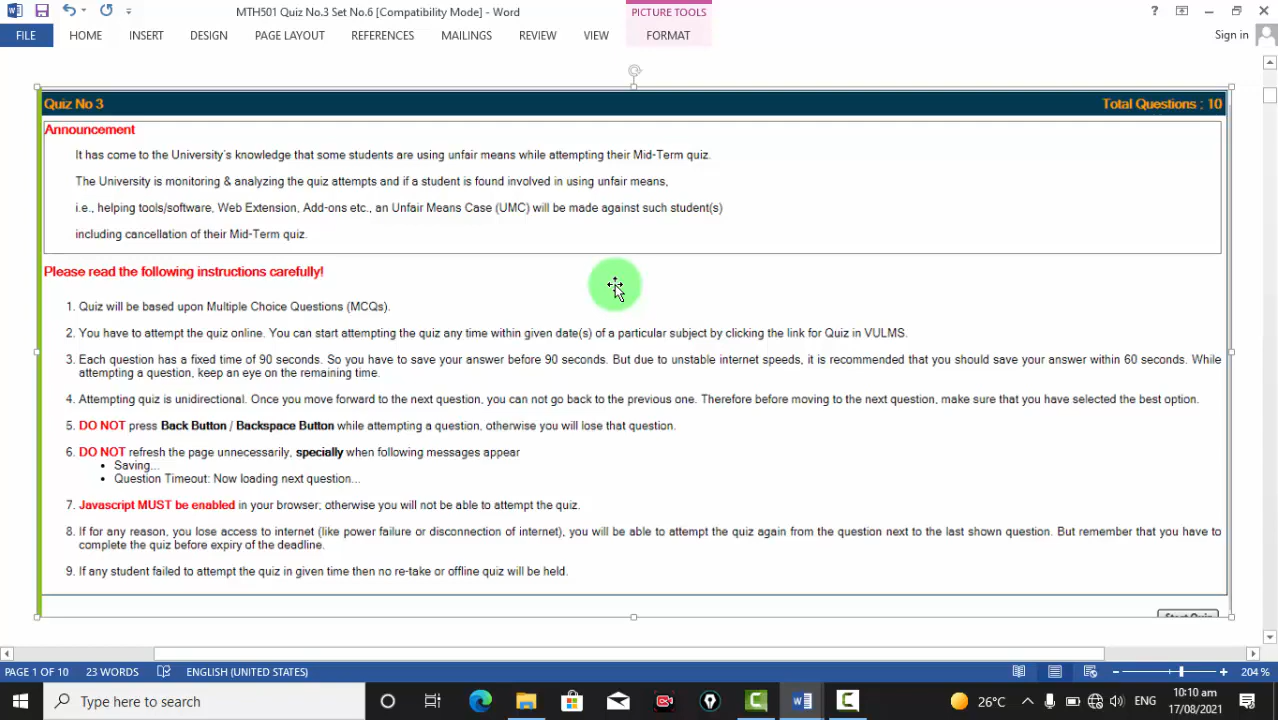 MTH501 Quiz No.3 Set No.6 [Compatibility Mode] - Word
PICTURE TOOLS
?
FILE HOME INSERT DESIGN PAGE LAYOUT REFERENCES MAILINGS REVIEW VIEW FORMAT Sign in
Quiz No 3 Total Questions : 10
Announcement
It has come to the University's knowledge that some students are using unfair means while attempting their Mid-Term quiz.
The University is monitoring & analyzing the quiz attempts and if a student is found involved in using unfair means,
i.e., helping tools/software, Web Extension, Add-ons etc., an Unfair Means Case (UMC) will be made against such student(s)
including cancellation of their Mid-Term quiz.
Please read the following instructions carefully!
1. Quiz will be based upon Multiple Choice Questions (MCQs).
2. You have to attempt the quiz online. You can start attempting the quiz any time within given date(s) of a particular subject by clicking the link for Quiz in VULMS.
3. Each question has a fixed time of 90 seconds. So you have to save your answer before 90 seconds. But due to unstable internet speeds, it is recommended that you should save your answer within 60 seconds. While
attempting a question, keep an eye on the remaining time.
4. Attempting quiz is unidirectional. Once you move forward to the next question, you can not go back to the previous one. Therefore before moving to the next question, make sure that you have selected the best option.
5. DO NOT press Back Button / Backspace Button while attempting a question, otherwise you will lose that question.
6. DO NOT refresh the page unnecessarily, specially when following messages appear
• Saving...
• Question Timeout: Now loading next question...
7. Javascript MUST be enabled in your browser; otherwise you will not be able to attempt the quiz.
8. If for any reason, you lose access to internet (like power failure or disconnection of internet), you will be able to attempt the quiz again from the question next to the last shown question. But remember that you have to
complete the quiz before expiry of the deadline.
9. If any student failed to attempt the quiz in given time then no re-take or offline quiz will be held.
Start Quiz
PAGE 1 OF 10 23 WORDS ENGLISH (UNITED STATES) 204 %
Type here to search 26°C ENG 10:10 am
17/08/2021